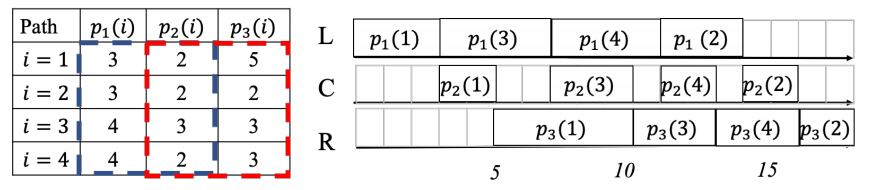 Path p₁(i) p₂(i) p₃(i)
i = 1 3 2 5
i = 2 3 2 2
i = 3 4 3 3
i = 4 4 2 3
L p₁(1) p₁(3) p₁(4) p₁ (2)
C p₂(1) p₂(3) p₂(4) p₂(2)
R p₃(1) p₃(3) p₃(4) p₃(2)
5 10 15